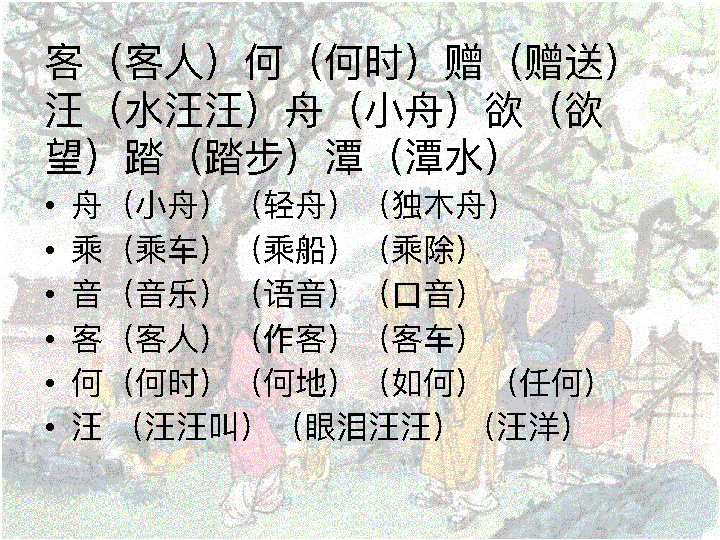 客（客人）何（何时）赠（赠送）
汪（水汪汪）舟（小舟）欲（欲
望）踏（踏步）潭（潭水）
• 舟（小舟）（轻舟）（独木舟）
• 乘（乘车）（乘船）（乘除）
• 音（音乐）（语音）（口音）
• 客（客人）（作客）（客车）
• 何（何时）（何地）（如何）（任何）
• 汪 （汪汪叫）（眼泪汪汪）（汪洋）